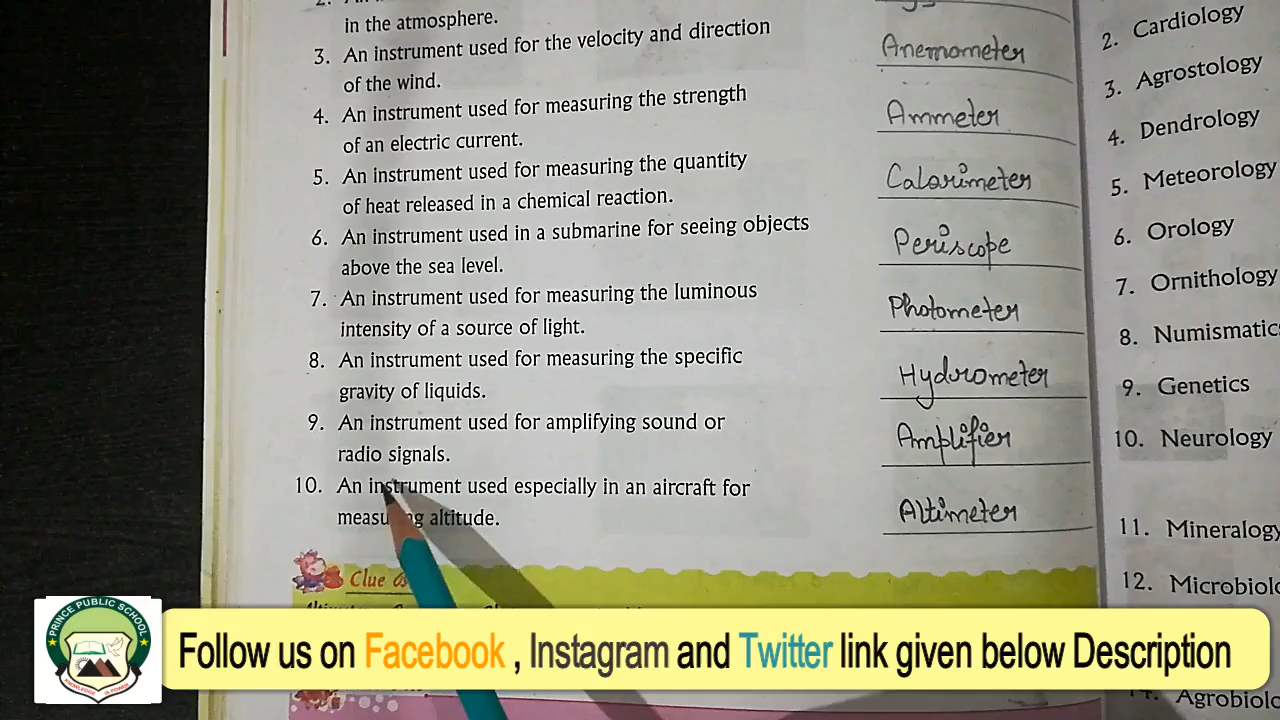 in the atmosphere.
3. An instrument used for the velocity and direction
of the wind.
Anemometer
4. An instrument used for measuring the strength
of an electric current.
Ammeter
5. An instrument used for measuring the quantity
of heat released in a chemical reaction.
Calorimeter
6. An instrument used in a submarine for seeing objects
above the sea level.
Periscope
7. An instrument used for measuring the luminous
intensity of a source of light.
Photometer
8. An instrument used for measuring the specific
gravity of liquids.
Hydrometer
9. An instrument used for amplifying sound or
radio signals.
Amplifier
10. An instrument used especially in an aircraft for
measuring altitude.
Altimeter
Clue
2. Cardiology
3. Agrostology
4. Dendrology
5. Meteorology
6. Orology
7. Ornithology
8. Numismatics
9. Genetics
10. Neurology
11. Mineralogy
12. Microbiol
14. Agrobiolo
PRINCE PUBLIC SCHOOL
KNOWLEDGE IS POWER
Follow us on Facebook , Instagram and Twitter link given below Description